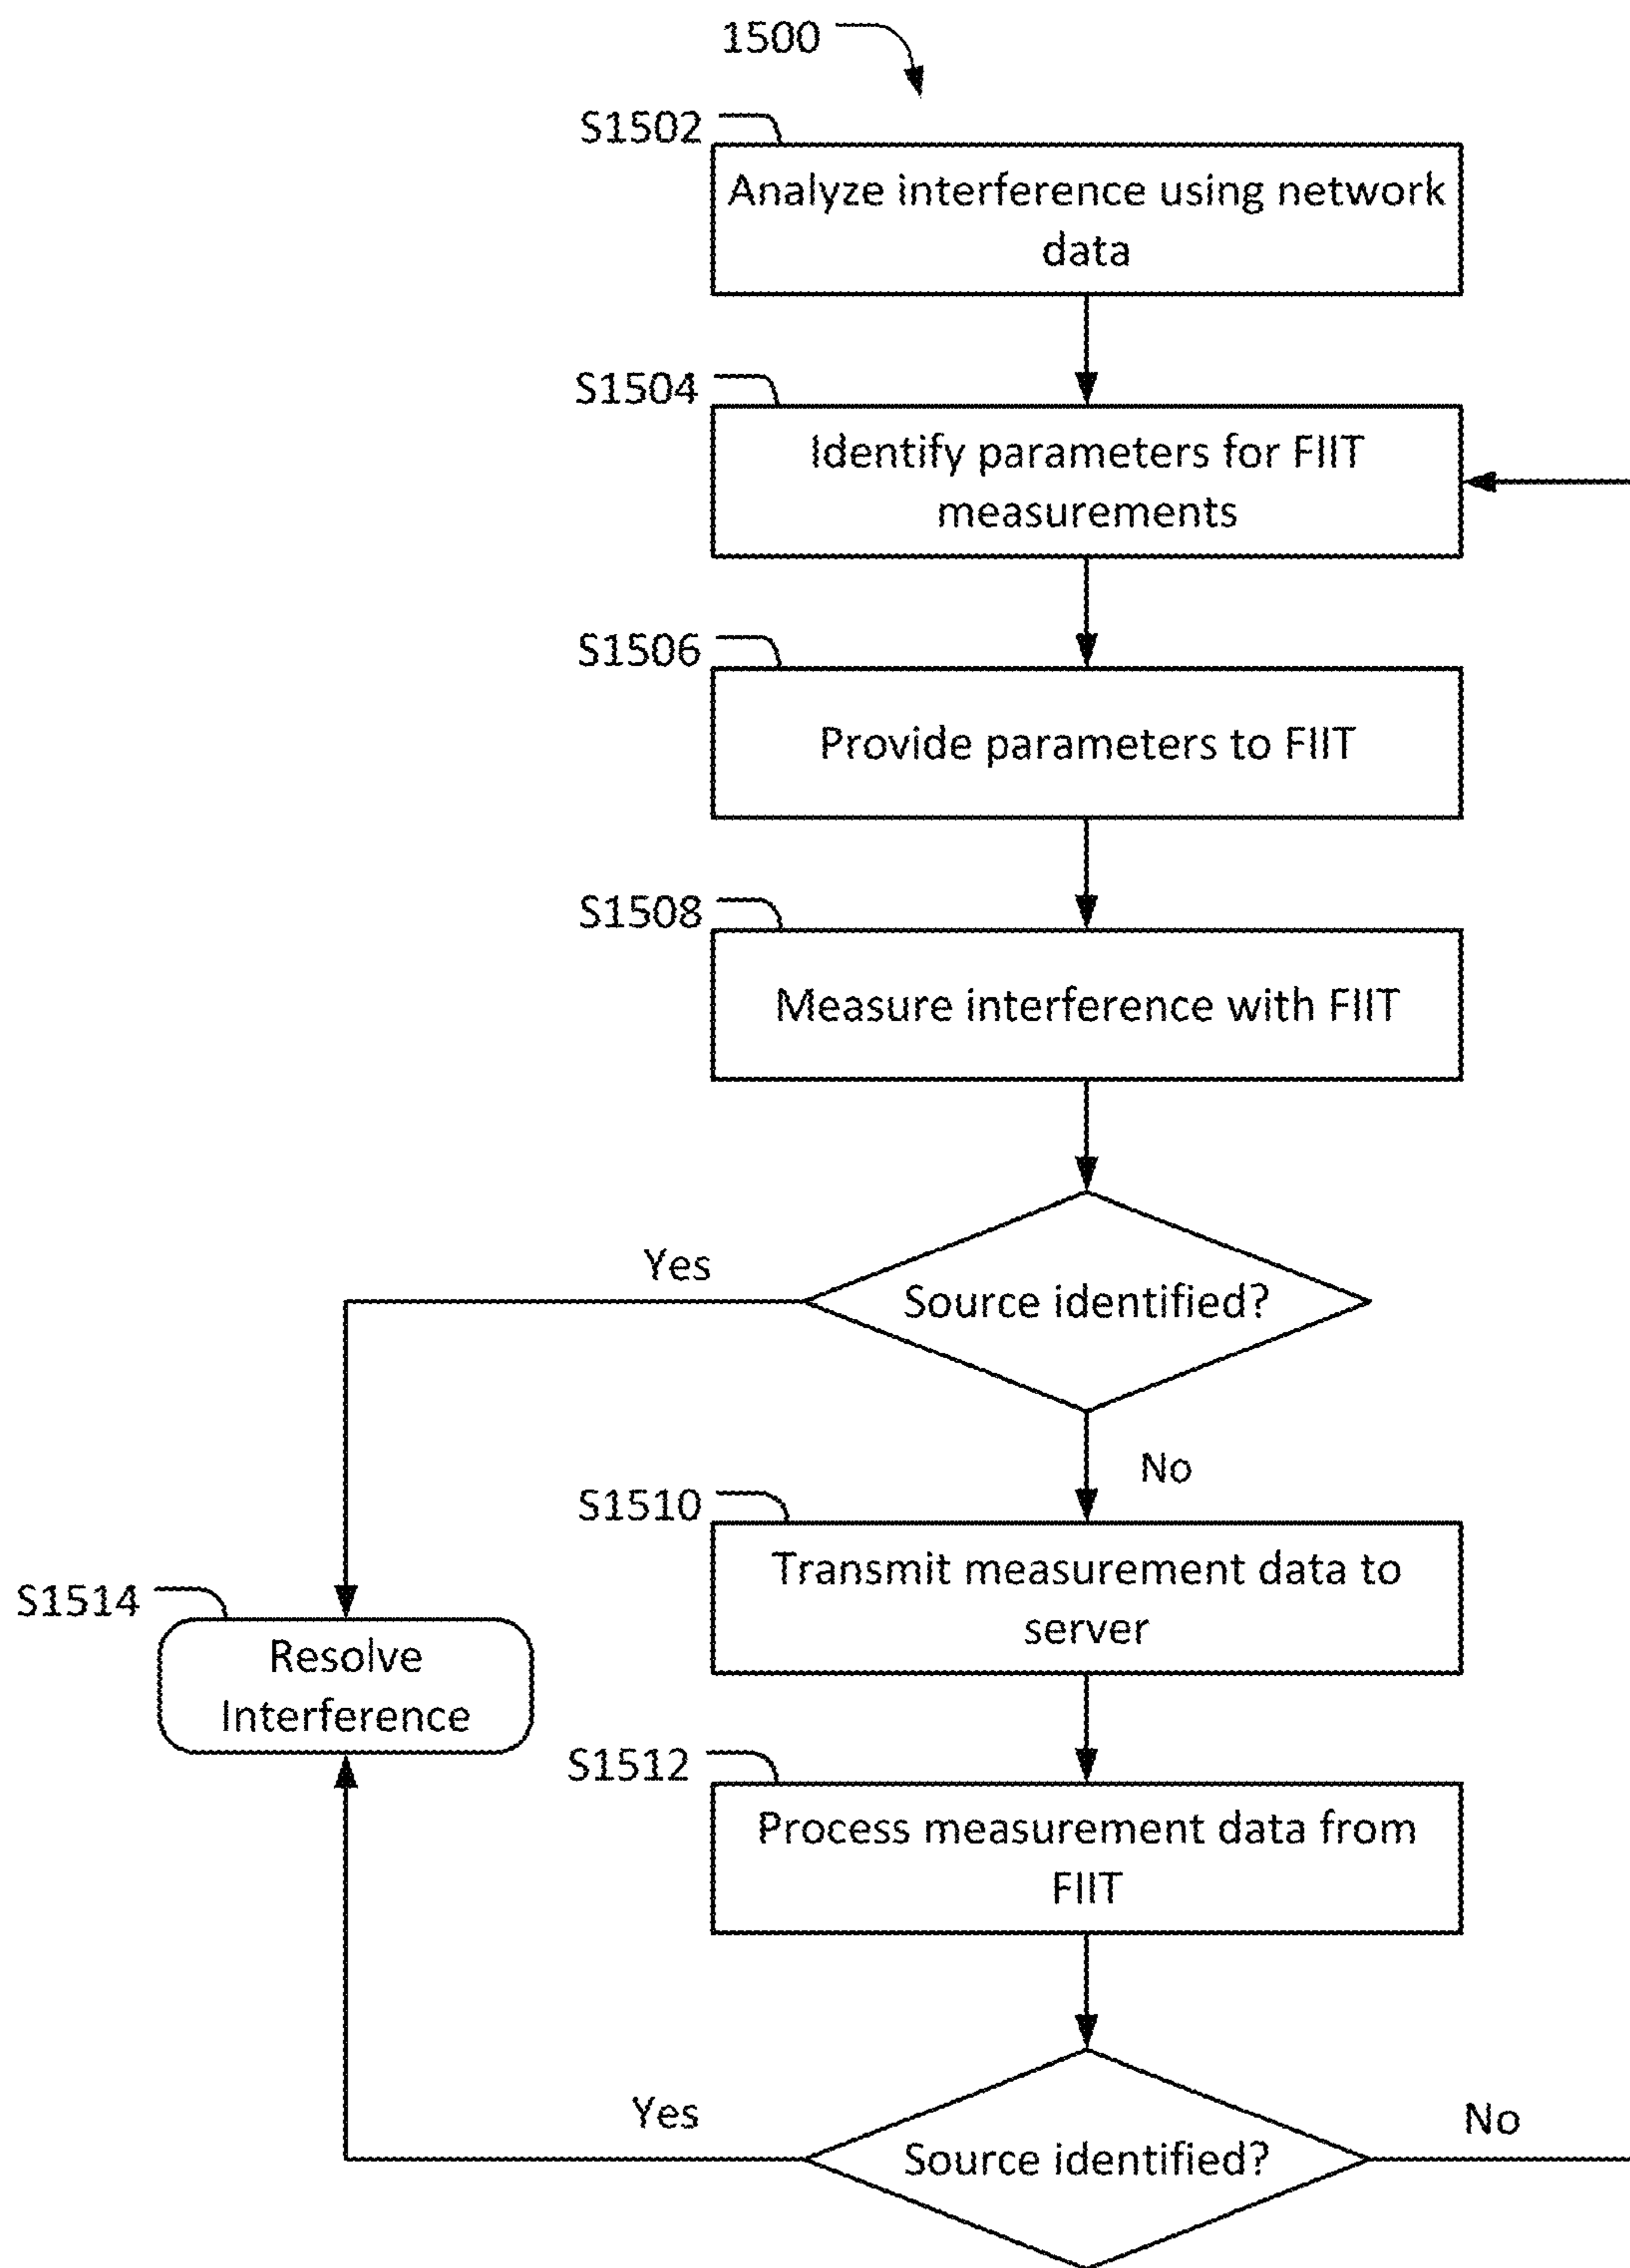 1500
S1502
Analyze interference using network
data
S1504
Identify parameters for FIIT
measurements
S1506
Provide parameters to FIIT
S1508
Measure interference with FIIT
Yes
Source identified?
No
S1510
Transmit measurement data to
server
S1514
Resolve
Interference
S1512
Process measurement data from
FIIT
Yes
No
Source identified?